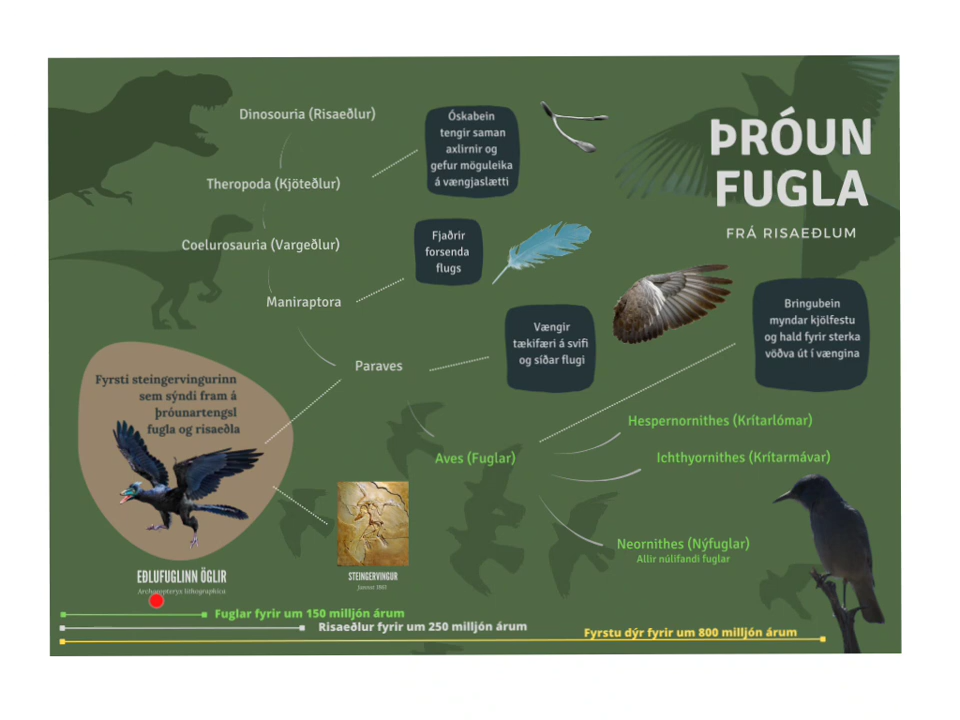 ÞRÓUN
FUGLA
FRÁ RISAEÐLUM
Dinosouria (Risaeðlur)
Theropoda (Kjöteðlur)
Coelurosauria (Vargeðlur)
Maniraptora
Paraves
Aves (Fuglar)
Óskabein
tengir saman
axlirnir og
gefur möguleika
á vængjaslætti
Fjaðrir
forsenda
flugs
Vængir
tækifæri á svifi
og síðar flugi
Bringubein
myndar kjölfestu
og hald fyrir sterka
vöðva út í vængina
Hespernornithes (Krítarlómar)
Ichthyornithes (Krítarmávar)
Neornithes (Nýfuglar)
Allir núlifandi fuglar
Fyrsti steingervingurinn
sem sýndi fram á
þróunartengsl
fugla og risaeðla
EÐLUFUGLINN ÖGLIR
Archaeopteryx lithographica
STEINGERVINGUR
fannst 1861
Fuglar fyrir um 150 milljón árum
Risaeðlur fyrir um 250 milljón árum
Fyrstu dýr fyrir um 800 milljón árum